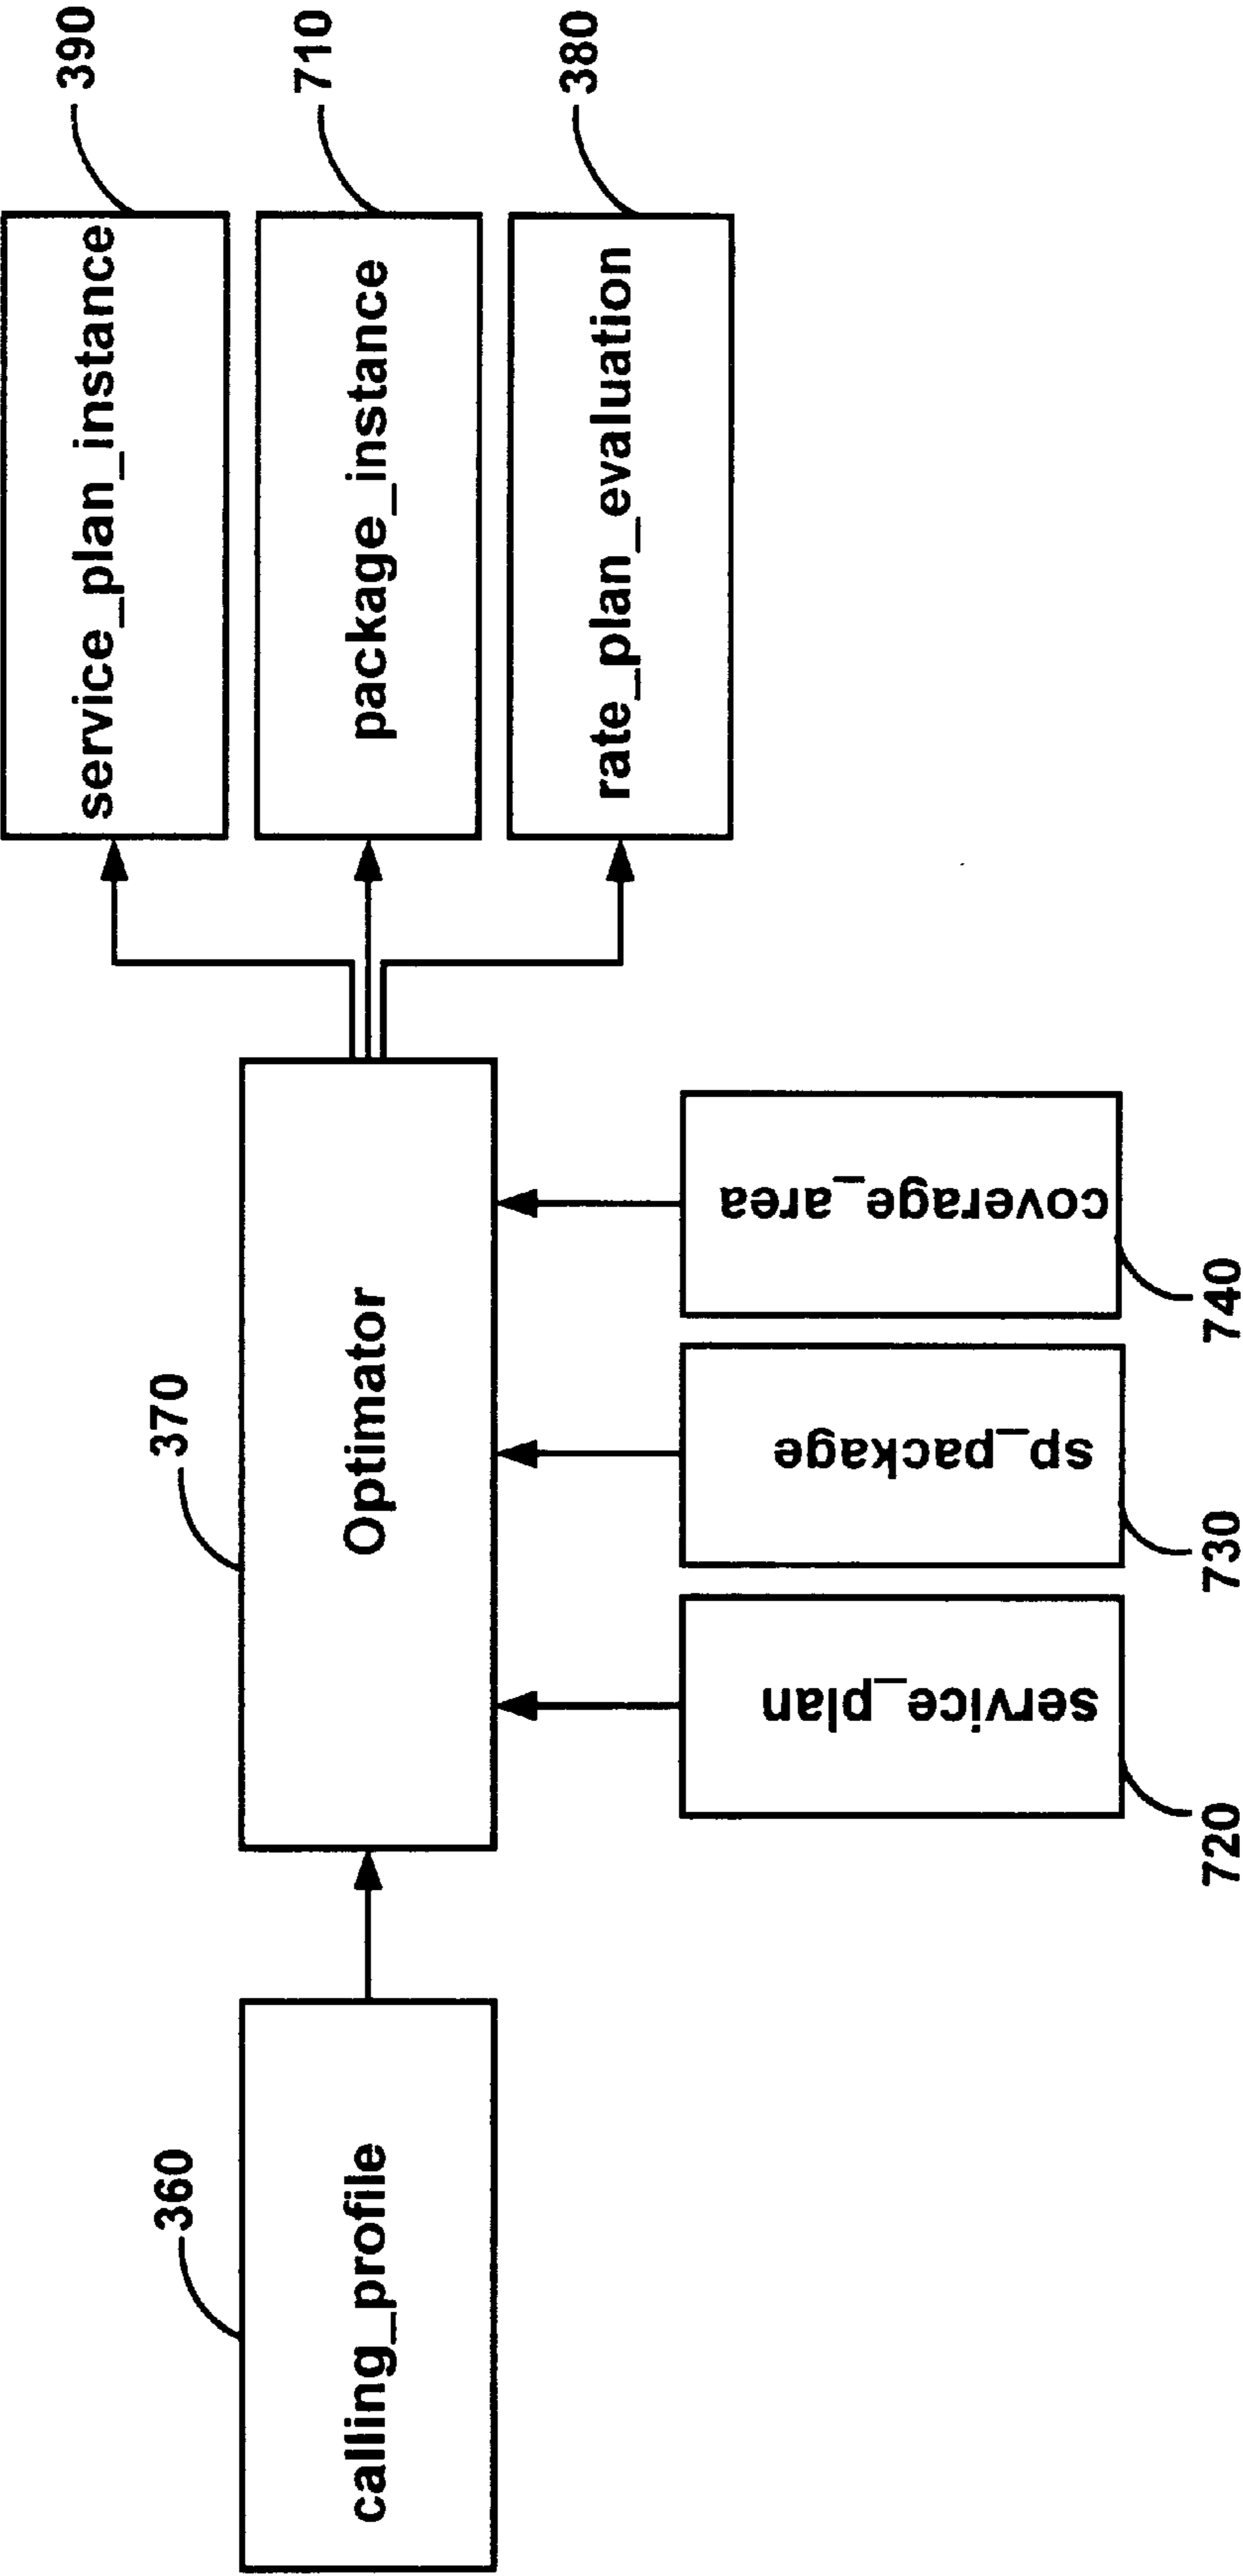 360
calling_profile
370
Optimator
720
service_plan
730
sp_package
740
coverage_area
390
service_plan_instance
710
package_instance
380
rate_plan_evaluation